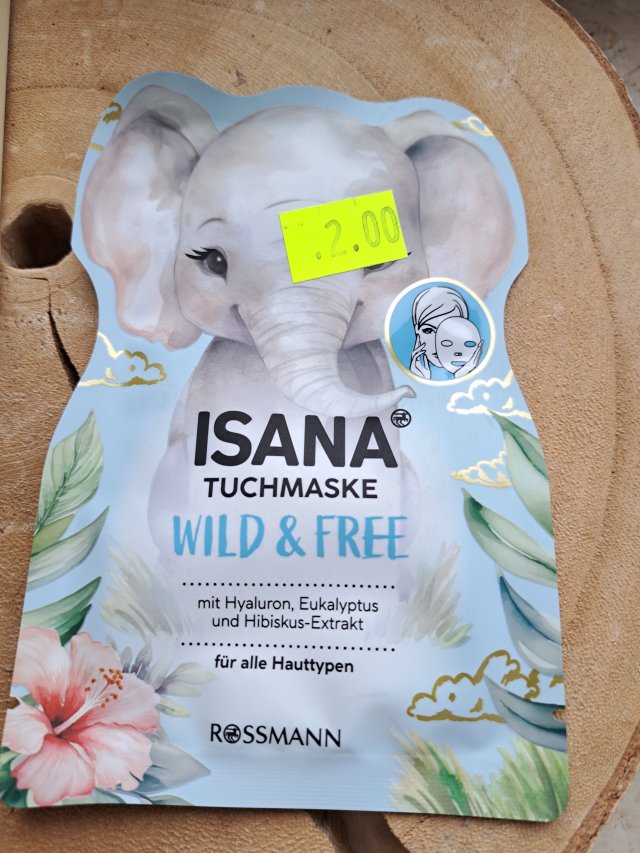 .2.00
ISANA
TUCHMASKE
WILD & FREE
mit Hyaluron, Eukalyptus
und Hibiskus-Extrakt
für alle Hauttypen
ROSSMANN